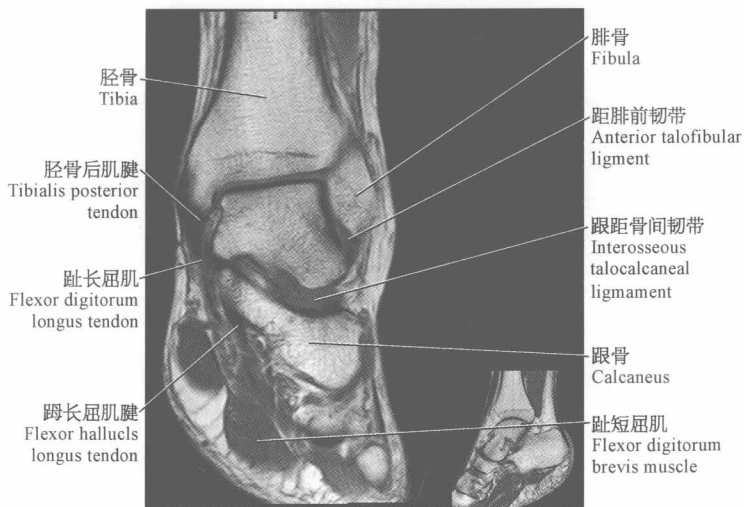 胫骨
Tibia
胫骨后肌腱
Tibialis posterior
tendon
趾长屈肌
Flexor digitorum
longus tendon
踇长屈肌腱
Flexor hallucls
longus tendon
腓骨
Fibula
距腓前韧带
Anterior talofibular
ligment
跟距骨间韧带
Interosseous
talocalcaneal
ligmament
跟骨
Calcaneus
趾短屈肌
Flexor digitorum
brevis muscle